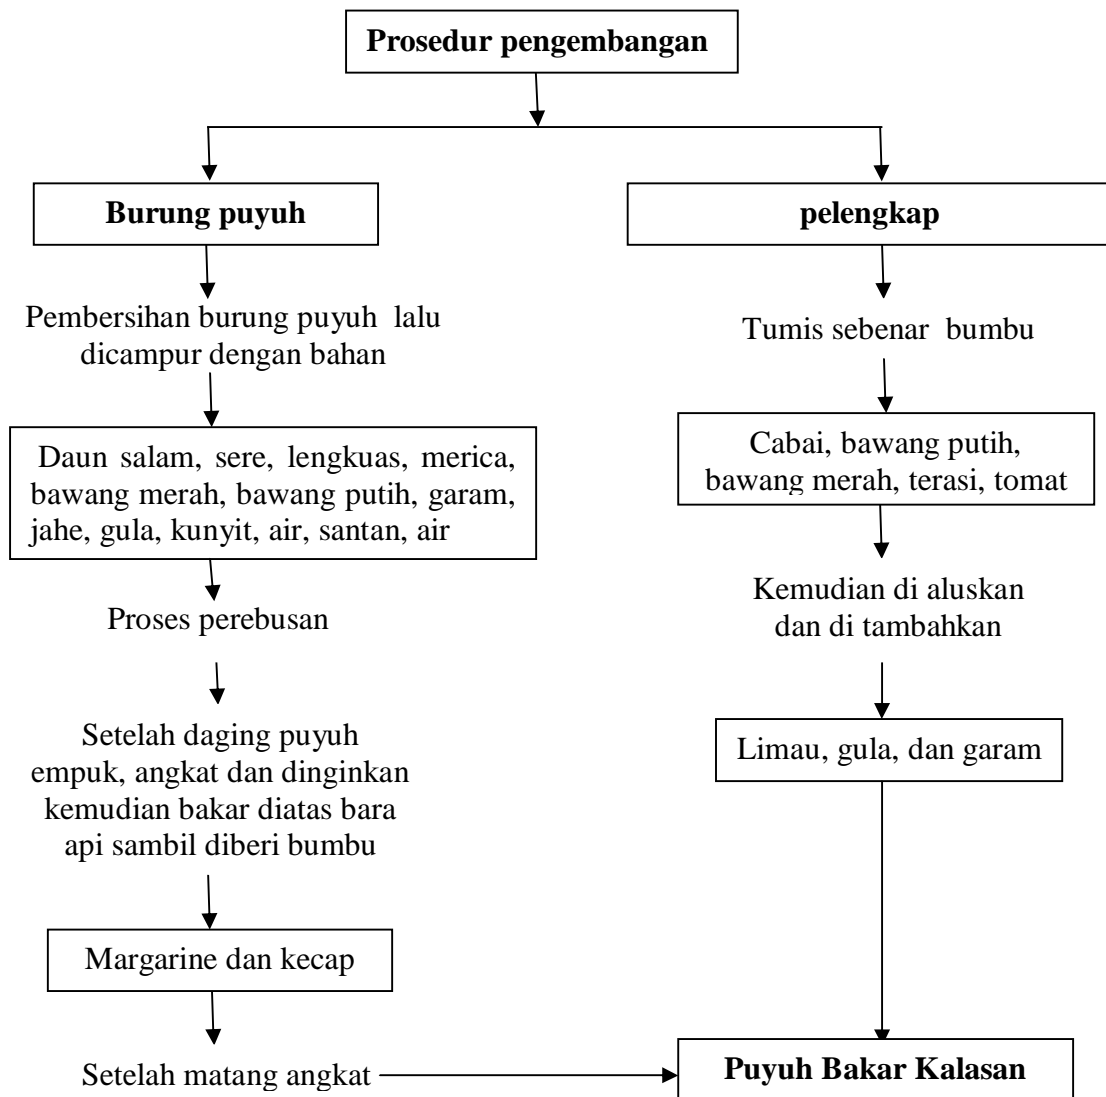 Prosedur pengembangan
Burung puyuh
pelengkap
Pembersihan burung puyuh lalu
dicampur dengan bahan
Tumis sebenar bumbu
Daun salam, sere, lengkuas, merica,
bawang merah, bawang putih, garam,
jahe, gula, kunyit, air, santan, air
Cabai, bawang putih,
bawang merah, terasi, tomat
Proses perebusan
Kemudian di aluskan
dan di tambahkan
Setelah daging puyuh
empuk, angkat dan dinginkan
kemudian bakar diatas bara
api sambil diberi bumbu
Limau, gula, dan garam
Margarine dan kecap
Setelah matang angkat
Puyuh Bakar Kalasan